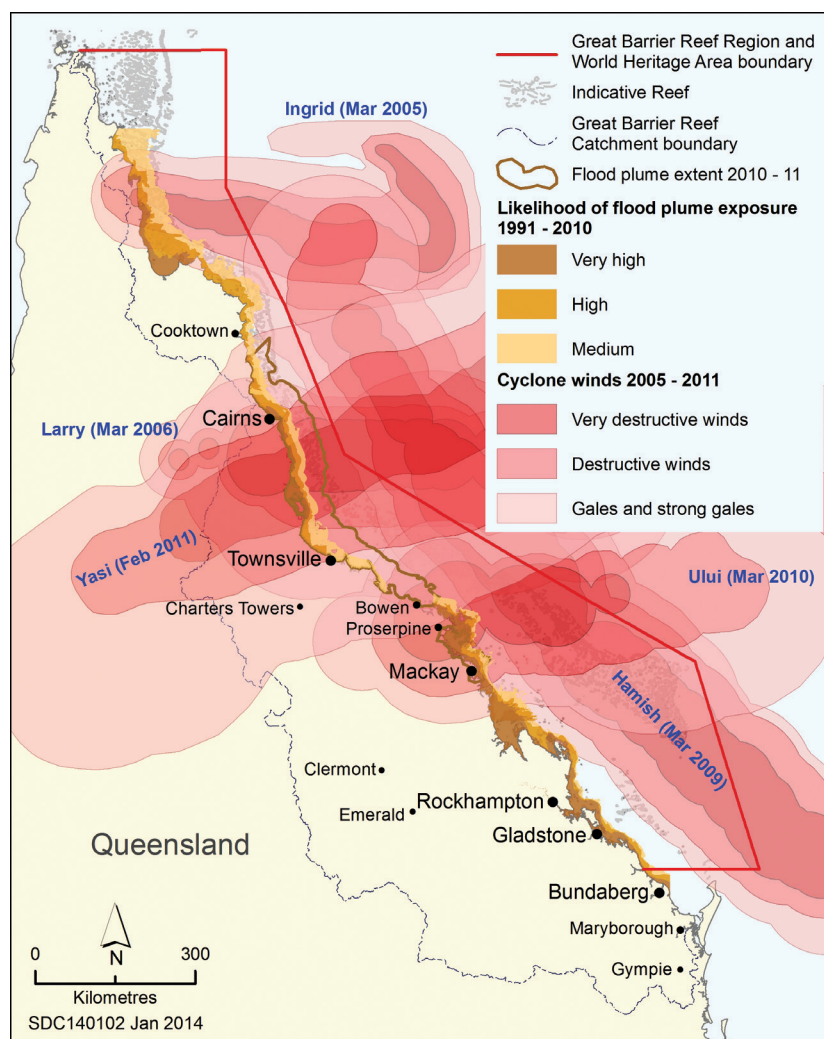 Great Barrier Reef Region and
World Heritage Area boundary
Indicative Reef
Great Barrier Reef
Catchment boundary
Flood plume extent 2010 - 11
Likelihood of flood plume exposure
1991 - 2010
Very high
High
Medium
Cyclone winds 2005 - 2011
Very destructive winds
Destructive winds
Gales and strong gales
Ingrid (Mar 2005)
Cooktown
Larry (Mar 2006)
Cairns
Yasi (Feb 2011)
Townsville
Ului (Mar 2010)
Charters Towers
Bowen
Proserpine
Mackay
Hamish (Mar 2009)
Clermont
Emerald
Rockhampton
Gladstone
Queensland
Bundaberg
Maryborough
Gympie
N
0 300
Kilometres
SDC140102 Jan 2014